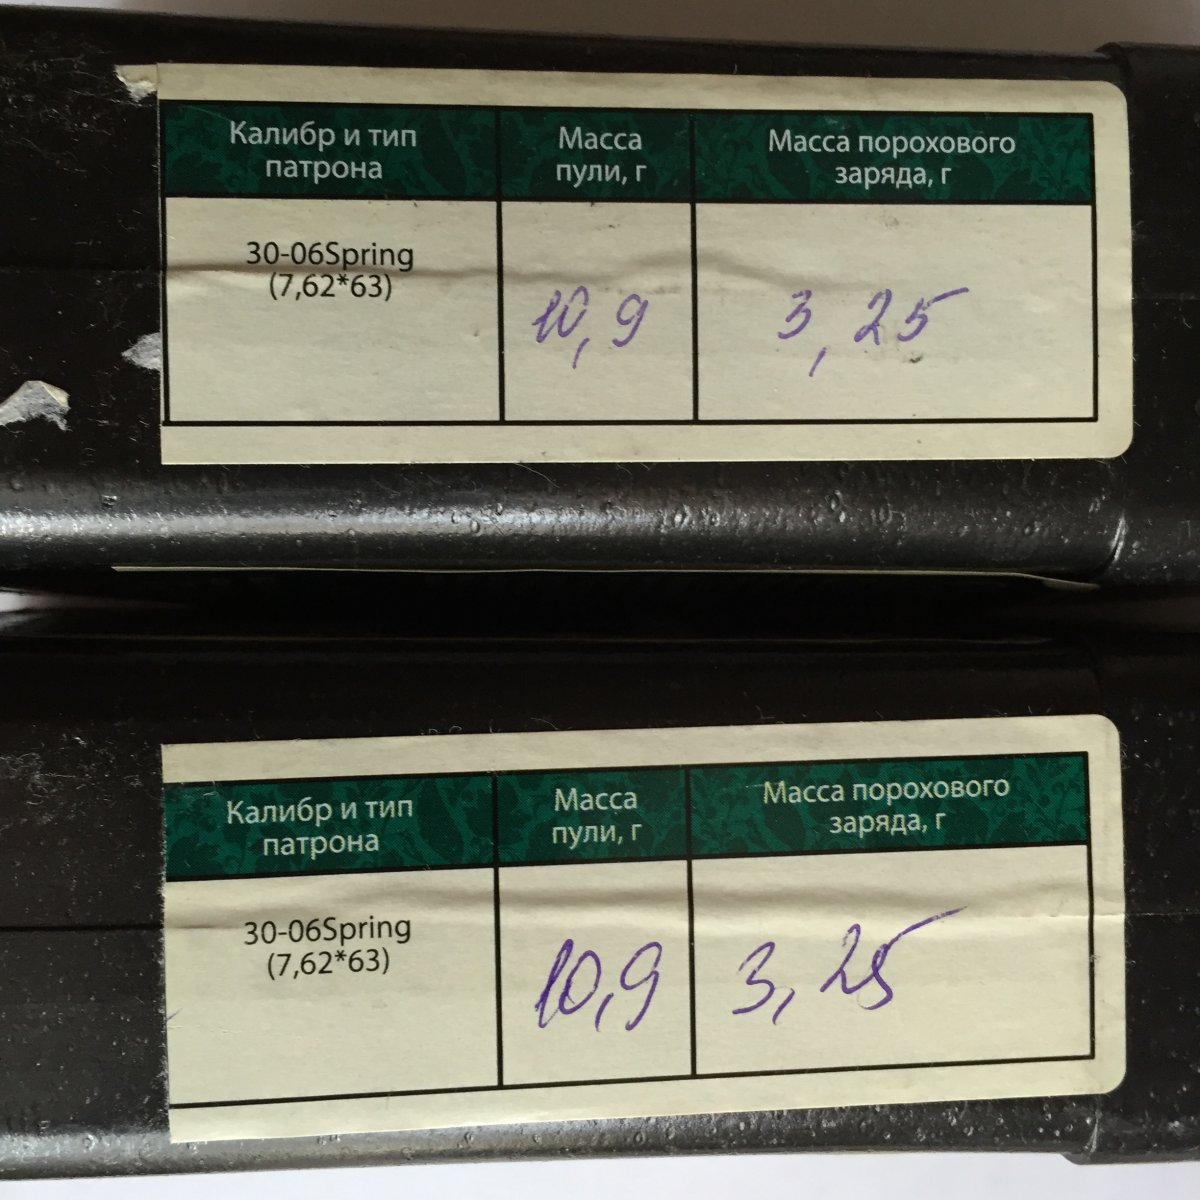 Калибр и тип
патрона
Масса
пули, г
Масса порохового
заряда, г
30-06Spring
(7,62*63)
10,9
3,25
Калибр и тип
патрона
Масса
пули, г
Масса порохового
заряда, г
30-06Spring
(7,62*63)
10,9
3,25